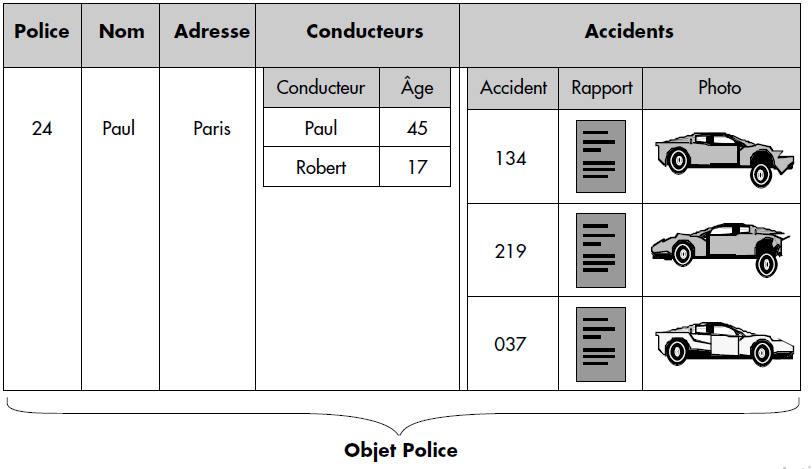 Police Nom Adresse Conducteurs Accidents
Conducteur Âge Accident Rapport Photo
24 Paul Paris Paul 45 134
Robert 17
219
037
Objet Police